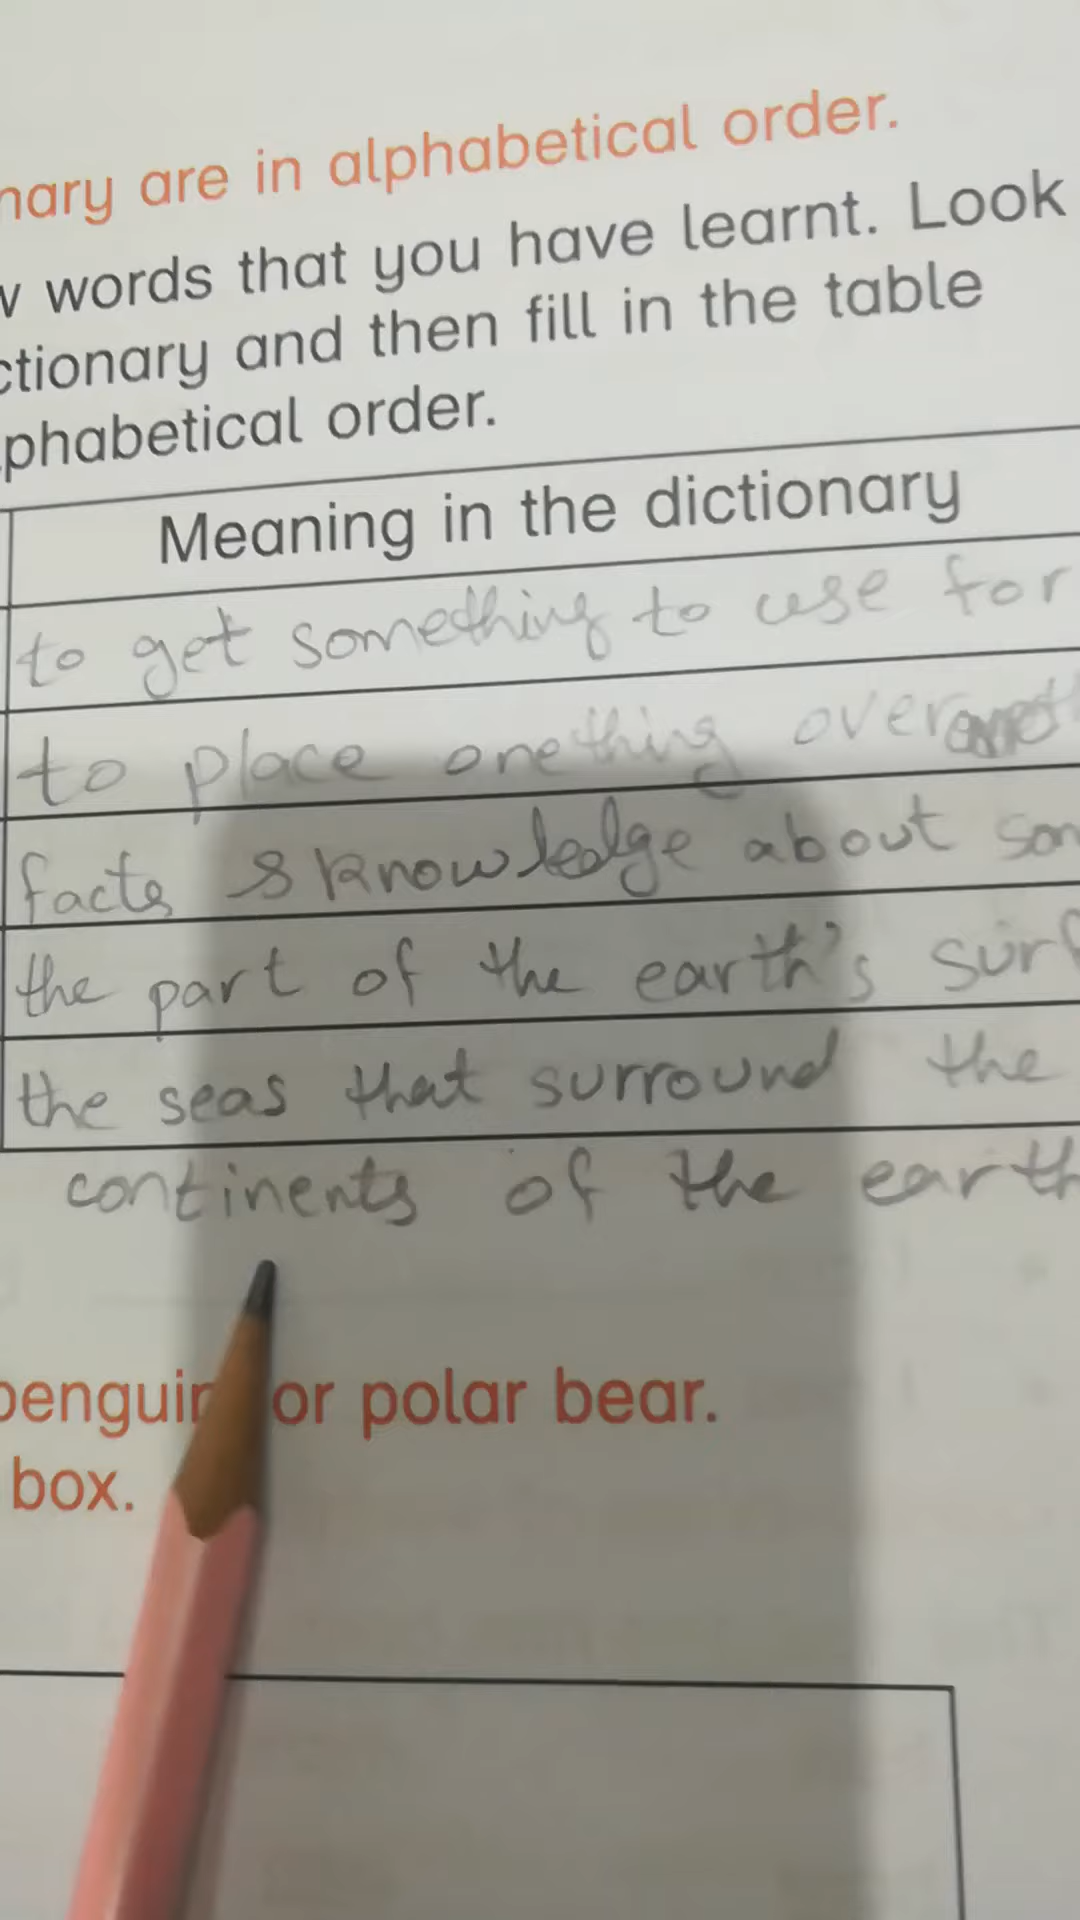 nary are in alphabetical order.
w words that you have learnt. Look
ctionary and then fill in the table
phabetical order.
Meaning in the dictionary
to get something to use for
to place one thing over
facts & knowledge about som
the part of the earth's surf
the seas that surround the
continents of the earth
penguin or polar bear.
box.